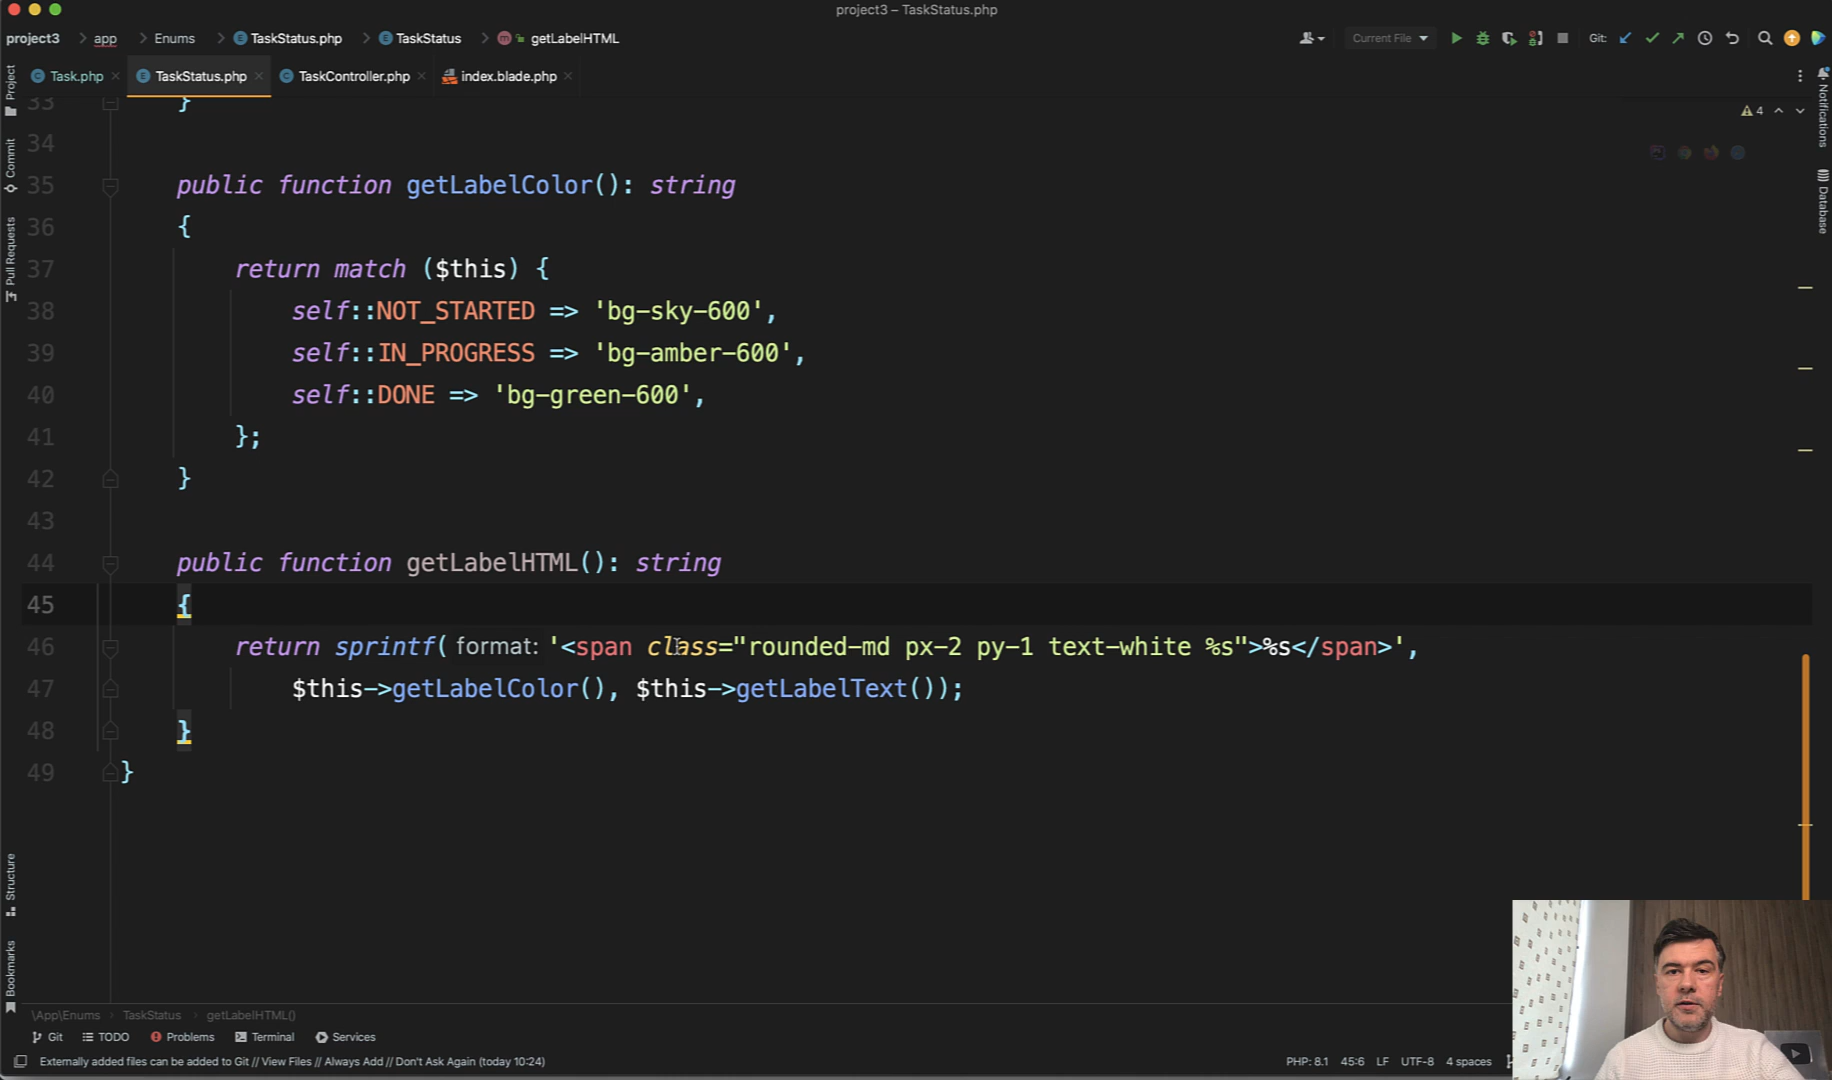 project3 – TaskStatus.php
project3 > app > Enums > TaskStatus.php > TaskStatus > getLabelHTML
Current File
Git:
Task.php
TaskStatus.php
TaskController.php
index.blade.php
Project
Commit
Pull Requests
Structure
Bookmarks
Notifications
Database
4
33 }
34
35 public function getLabelColor(): string
36 {
37 return match ($this) {
38 self::NOT_STARTED => 'bg-sky-600',
39 self::IN_PROGRESS => 'bg-amber-600',
40 self::DONE => 'bg-green-600',
41 };
42 }
43
44 public function getLabelHTML(): string
45 {
46 return sprintf( format: '<span class="rounded-md px-2 py-1 text-white %s">%s</span>',
47 $this->getLabelColor(), $this->getLabelText());
48 }
49 }
\App\Enums > TaskStatus > getLabelHTML()
Git TODO Problems Terminal Services
Externally added files can be added to Git // View Files // Always Add // Don't Ask Again (today 10:24)
PHP: 8.1 45:6 LF UTF-8 4 spaces